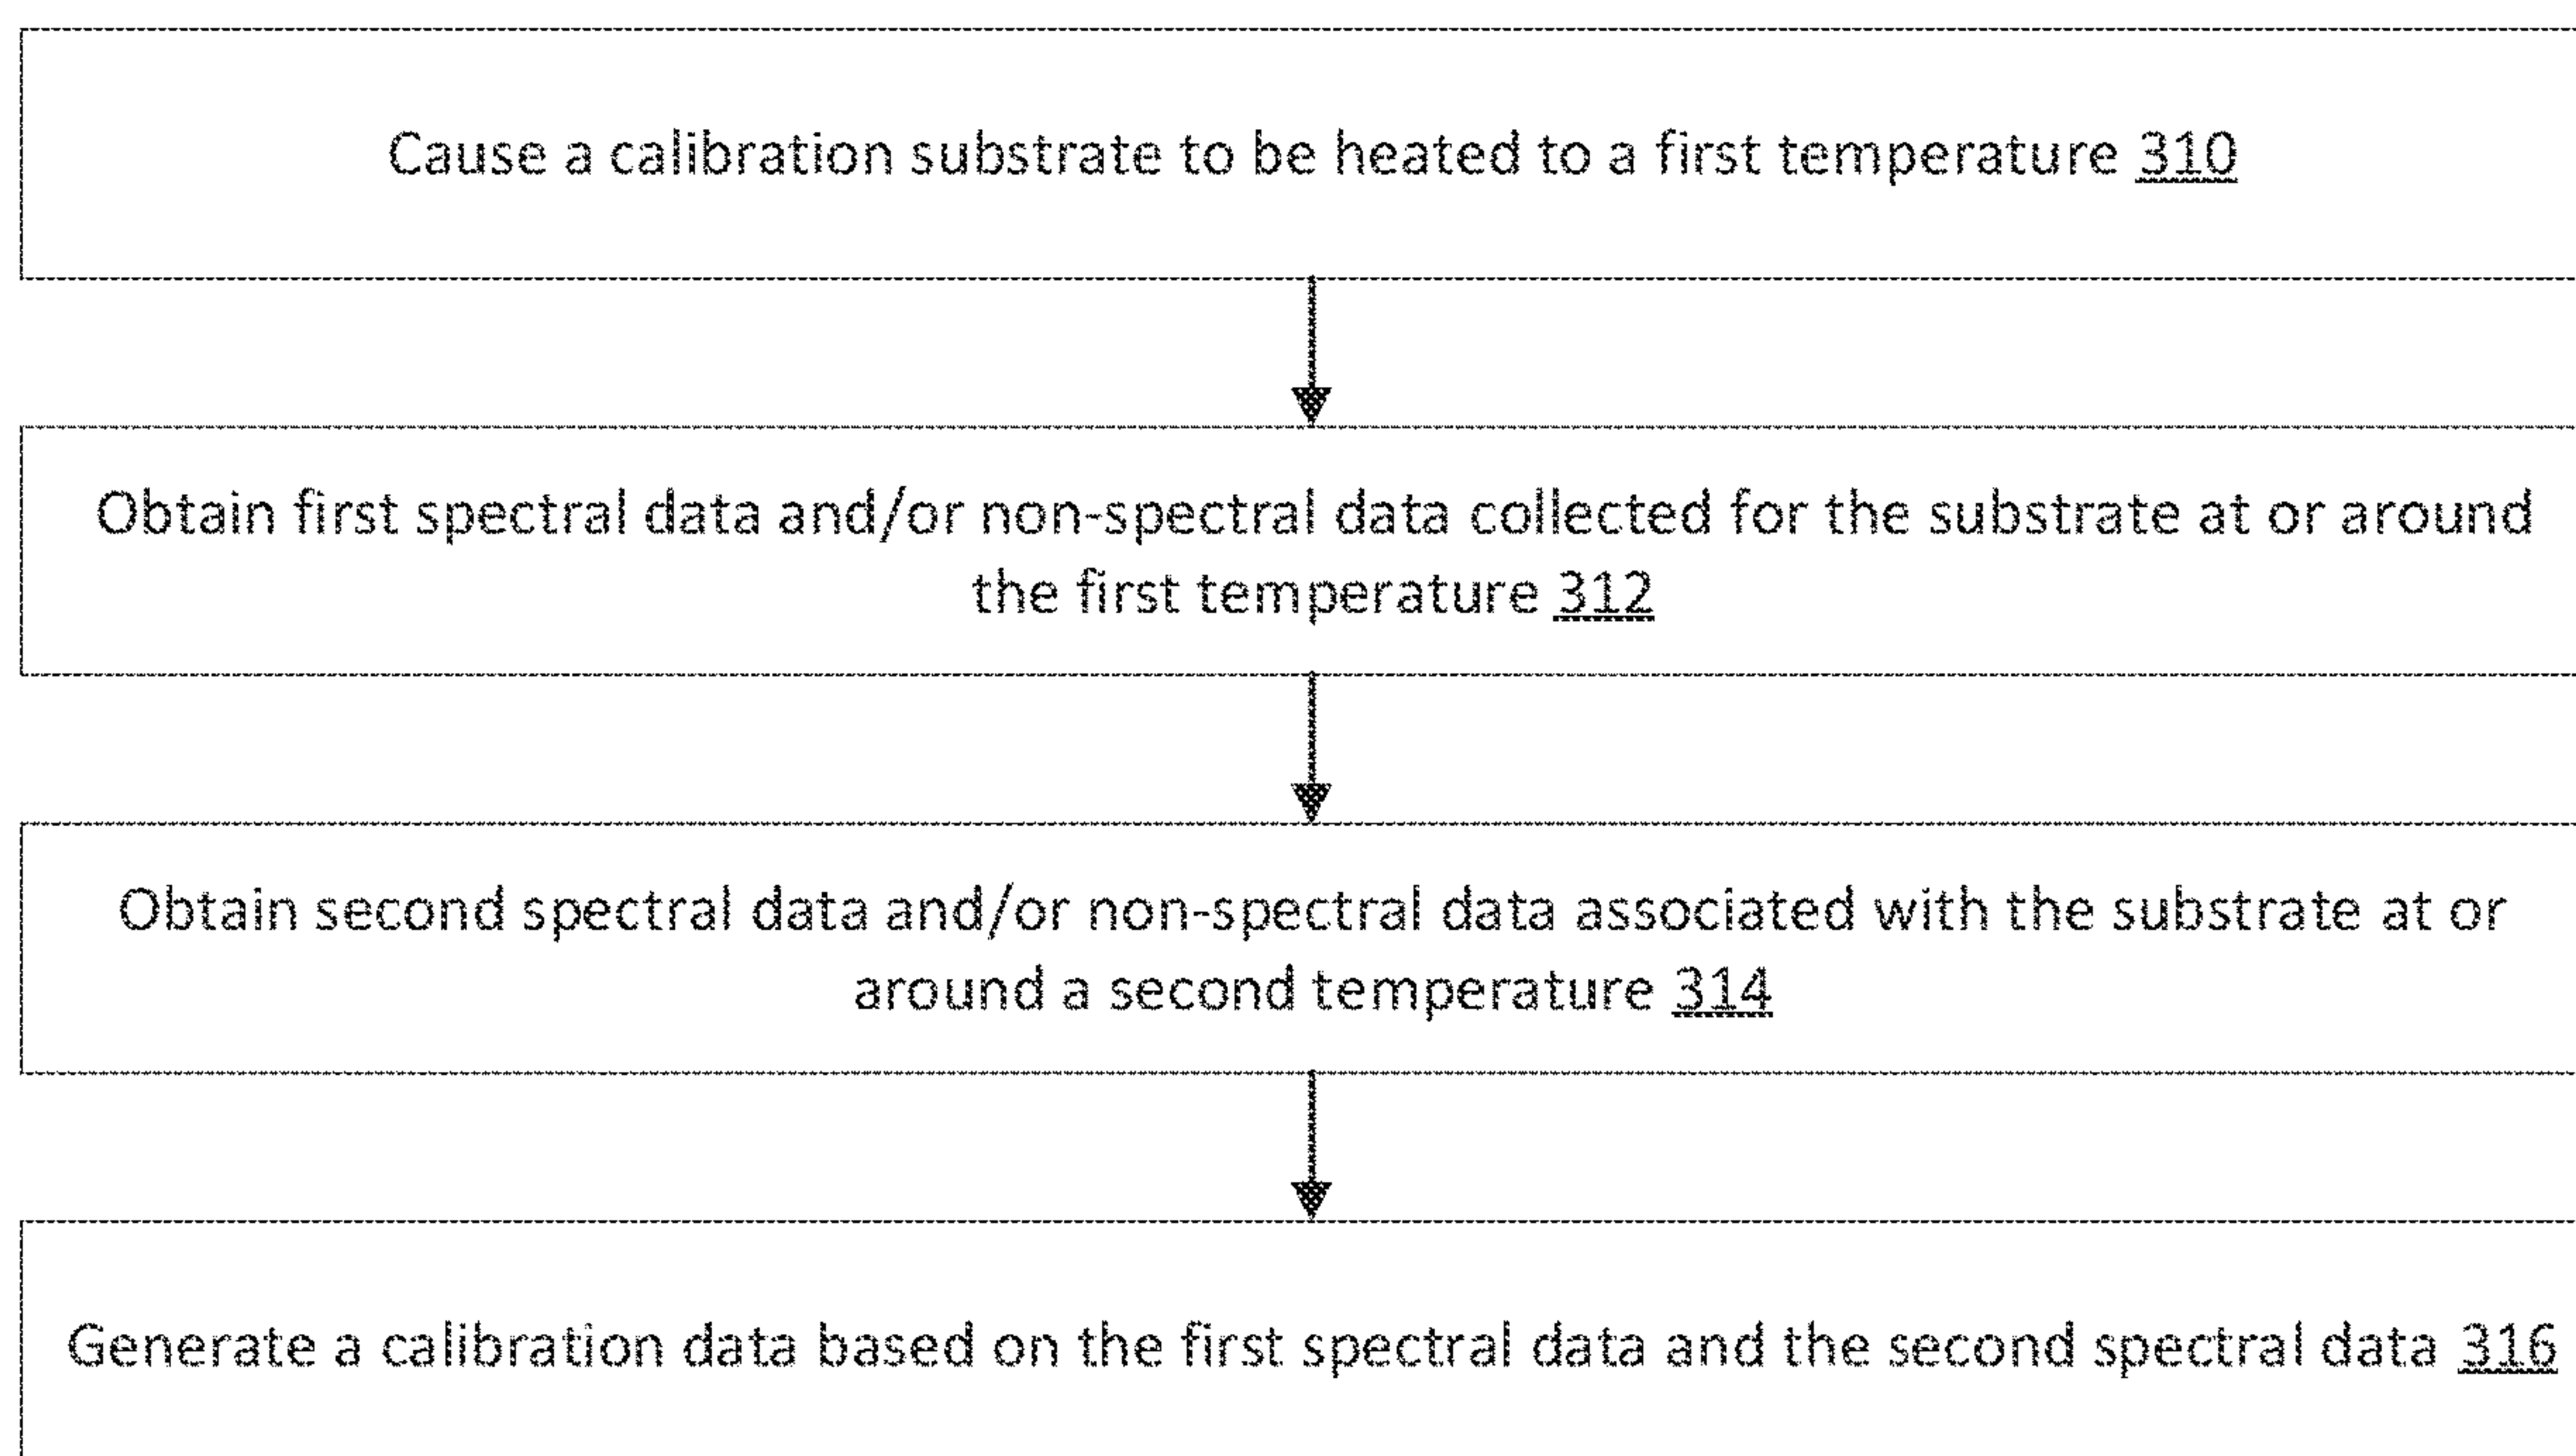 Cause a calibration substrate to be heated to a first temperature 310
Obtain first spectral data and/or non-spectral data collected for the substrate at or around
the first temperature 312
Obtain second spectral data and/or non-spectral data associated with the substrate at or
around a second temperature 314
Generate a calibration data based on the first spectral data and the second spectral data 316